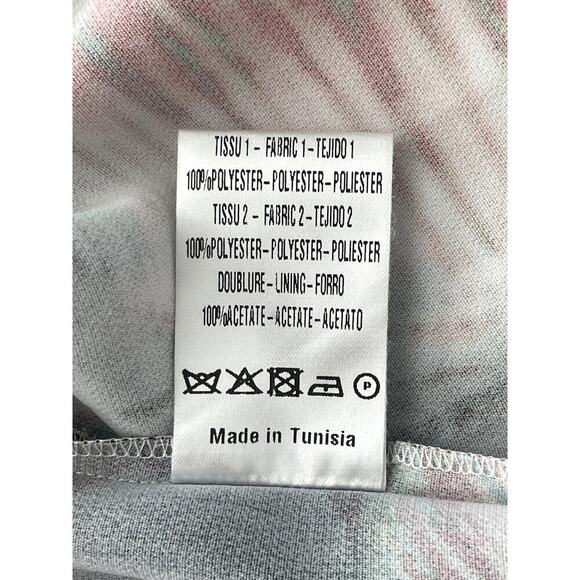 TISSU 1 - FABRIC 1 - TEJIDO 1
100%POLYESTER - POLYESTER - POLIESTER
TISSU 2 - FABRIC 2 - TEJIDO 2
100%POLYESTER - POLYESTER - POLIESTER
DOUBLURE - LINING - FORRO
100%ACETATE - ACETATE - ACETATO
P
Made in Tunisia